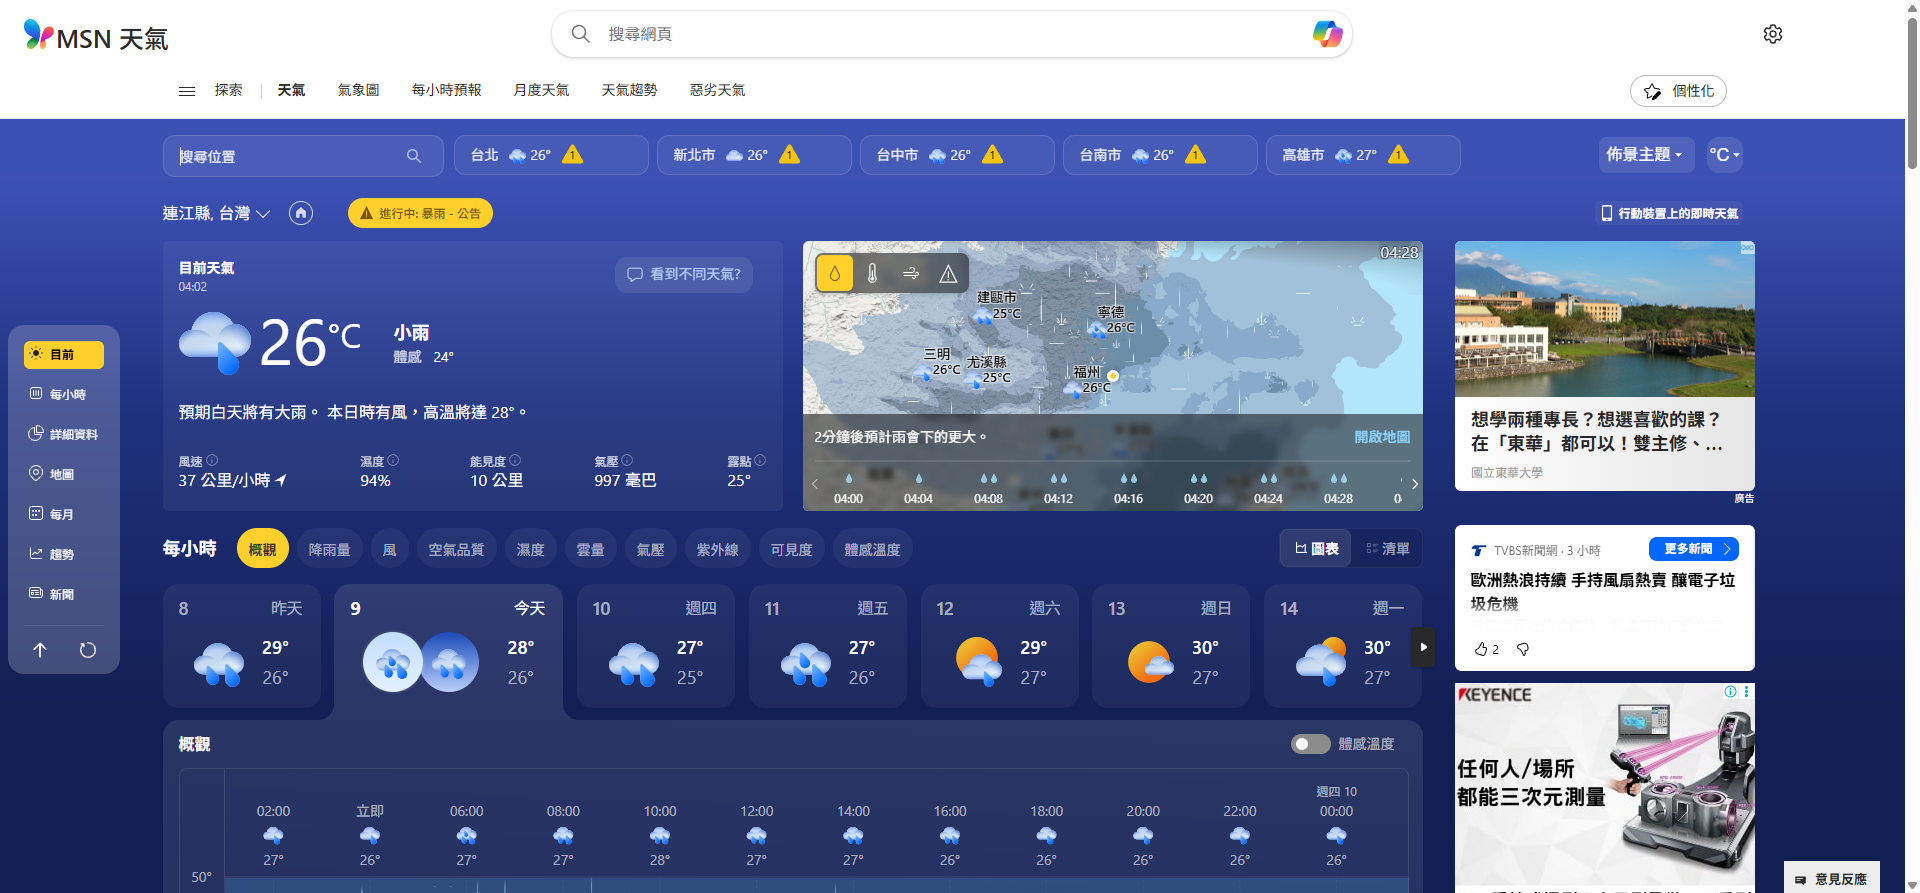 MSN 天氣
搜尋網頁
探索
天氣
氣象圖
每小時預報
月度天氣
天氣趨勢
惡劣天氣
個性化
搜尋位置
台北 26° 1
新北市 26° 1
台中市 26° 1
台南市 26° 1
高雄市 27° 1
佈景主題
°C
連江縣, 台灣
進行中: 暴雨 - 公告
行動裝置上的即時天氣
目前天氣
04:02
看到不同天氣?
26°C
小雨
體感 24°
預期白天將有大雨。 本日時有風，高溫將達 28°。
風速
37 公里/小時
濕度
94%
能見度
10 公里
氣壓
997 毫巴
露點
25°
04:28
建甌市
25°C
寧德
26°C
三明
26°C
尤溪縣
25°C
福州
26°C
2分鐘後預計雨會下的更大。
開啟地圖
04:00 04:04 04:08 04:12 04:16 04:20 04:24 04:28
想學兩種專長？想選喜歡的課？
在「東華」都可以！雙主修、...
國立東華大學
廣告
目前
每小時
詳細資料
地圖
每月
趨勢
新聞
每小時
概觀
降雨量
風
空氣品質
濕度
雲量
氣壓
紫外線
可見度
體感溫度
圖表
清單
8 昨天
29°
26°
9 今天
28°
26°
10 週四
27°
25°
11 週五
27°
26°
12 週六
29°
27°
13 週日
30°
27°
14 週一
30°
27°
TVBS新聞網 · 3 小時
更多新聞
歐洲熱浪持續 手持風扇熱賣 釀電子垃
圾危機
2
KEYENCE
任何人/場所
都能三次元測量
概觀
體感溫度
週四 10
02:00 立即 06:00 08:00 10:00 12:00 14:00 16:00 18:00 20:00 22:00 00:00
27° 26° 27° 27° 28° 27° 27° 26° 26° 26° 26° 26°
50°
意見反應